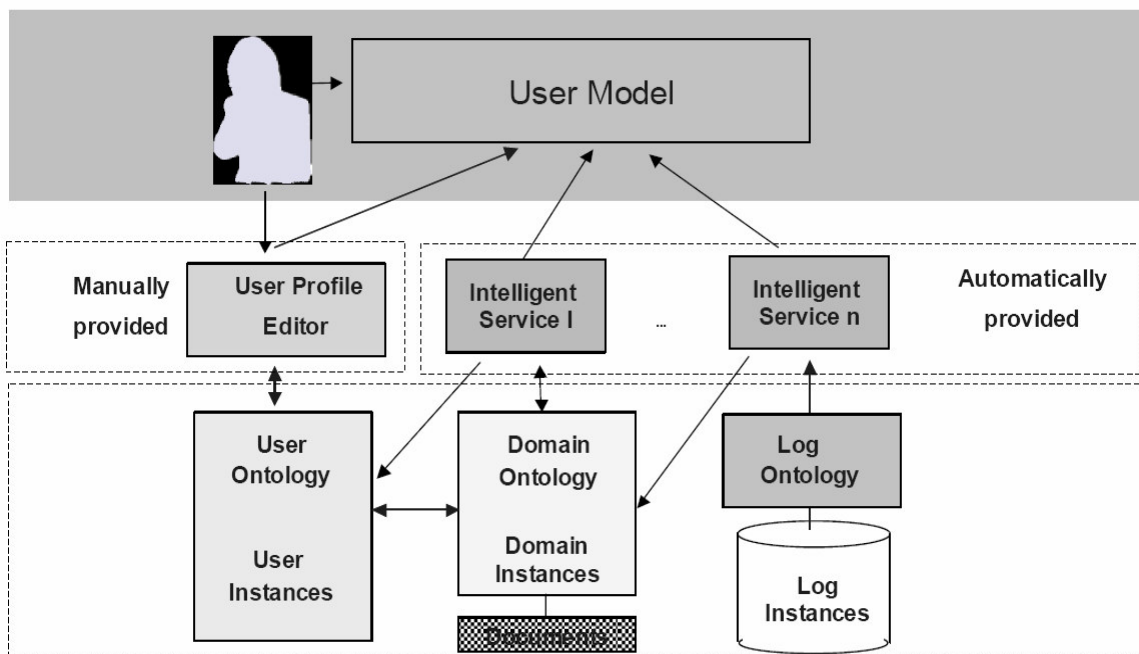 User Model
Manually
provided
User Profile
Editor
Intelligent
Service I
...
Intelligent
Service n
Automatically
provided
User
Ontology
User
Instances
Domain
Ontology
Domain
Instances
Documents
Log
Ontology
Log
Instances